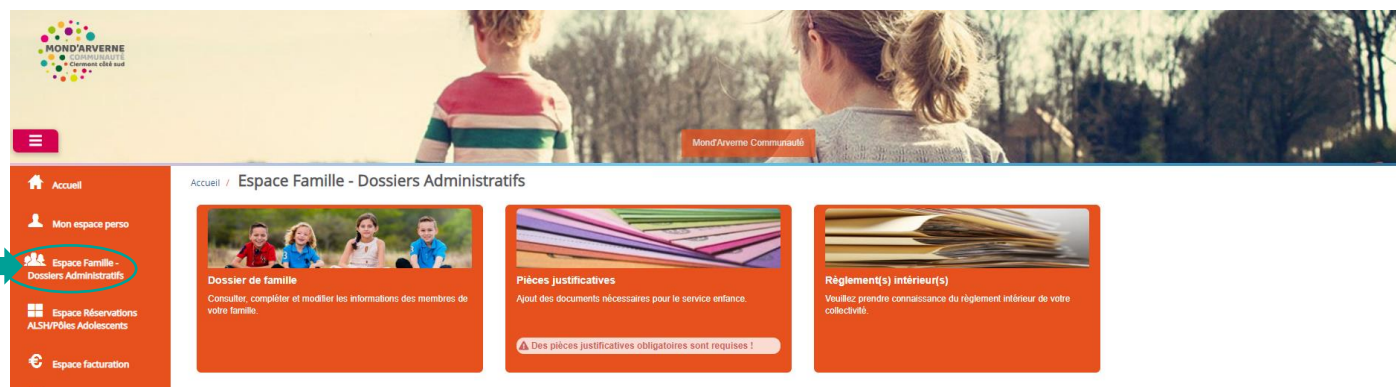 MOND'ARVERNE
COMMUNAUTÉ
Clermont côté sud
Mond'Arverne Communauté
Accueil
Mon espace perso
Espace Famille -
Dossiers Administratifs
Espace Réservations
ALSH/Pôles Adolescents
Espace facturation
Accueil / Espace Famille - Dossiers Administratifs
Dossier de famille
Consulter, compléter et modifier les informations des membres de
votre famille.
Pièces justificatives
Ajout des documents nécessaires pour le service enfance.
Des pièces justificatives obligatoires sont requises !
Règlement(s) intérieur(s)
Veuillez prendre connaissance du règlement intérieur de votre
collectivité.